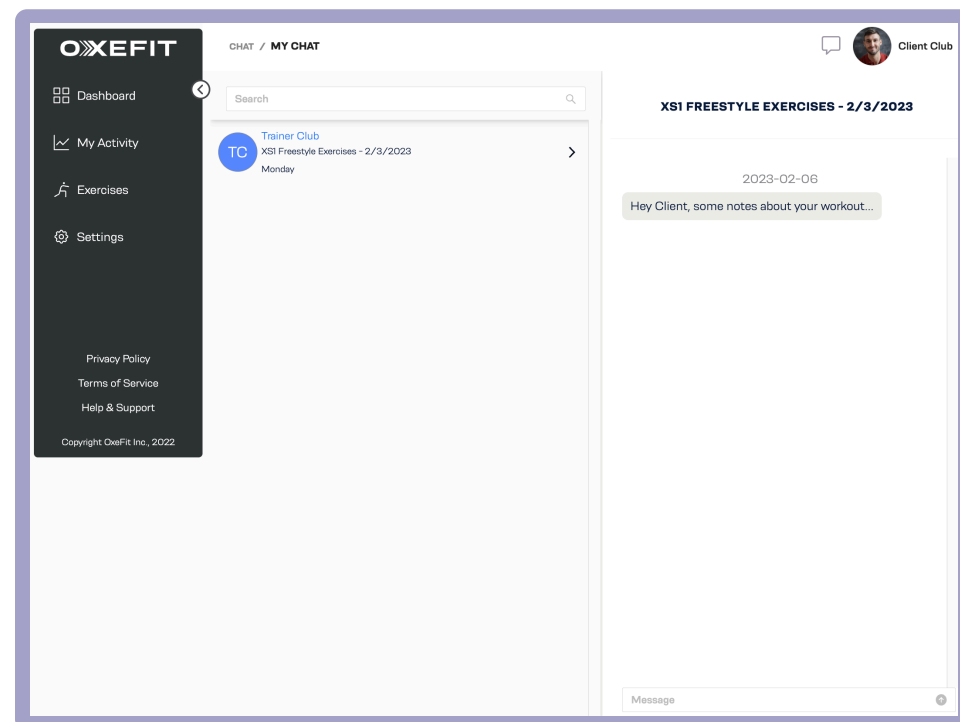 OXEFIT
Dashboard
My Activity
Exercises
Settings
Privacy Policy
Terms of Service
Help & Support
Copyright OxeFit Inc., 2022
CHAT / MY CHAT
Client Club
Search
TC
Trainer Club
XS1 Freestyle Exercises - 2/3/2023
Monday
XS1 FREESTYLE EXERCISES - 2/3/2023
2023-02-06
Hey Client, some notes about your workout...
Message